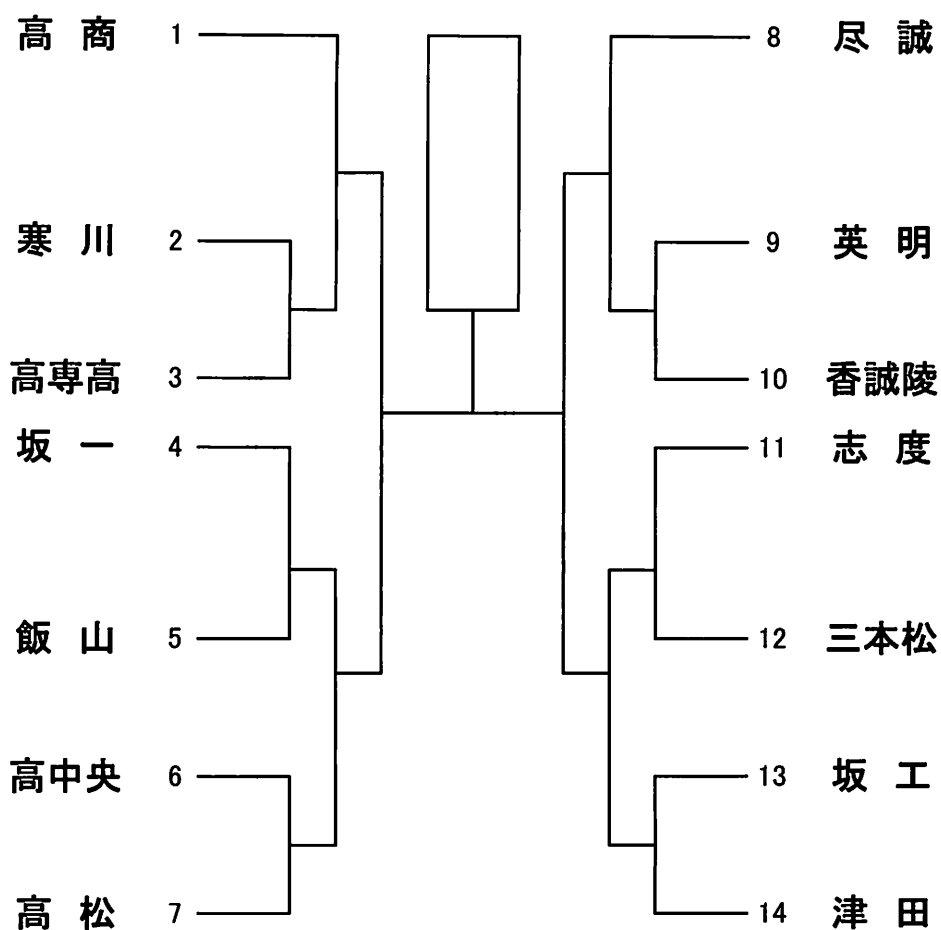 高商 1
寒川 2
高専高 3
坂一 4
飯山 5
高中央 6
高松 7
8 尽誠
9 英明
10 香誠陵
11 志度
12 三本松
13 坂工
14 津田